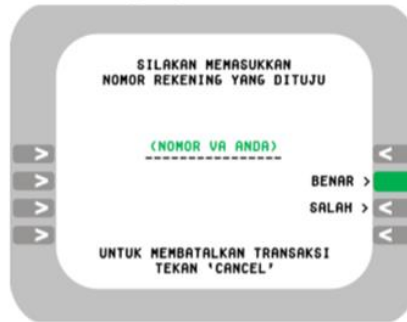 SILAKAN MEMASUKKAN
NOMOR REKENING YANG DITUJU
(NOMOR VA ANDA)
BENAR >
SALAH >
UNTUK MEMBATALKAN TRANSAKSI
TEKAN 'CANCEL'